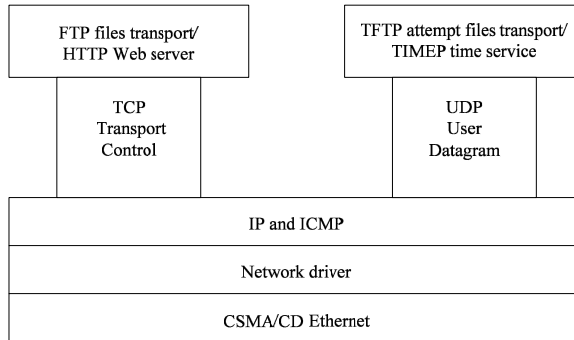 FTP files transport/
HTTP Web server
TFTP attempt files transport/
TIMEP time service
TCP
Transport
Control
UDP
User
Datagram
IP and ICMP
Network driver
CSMA/CD Ethernet